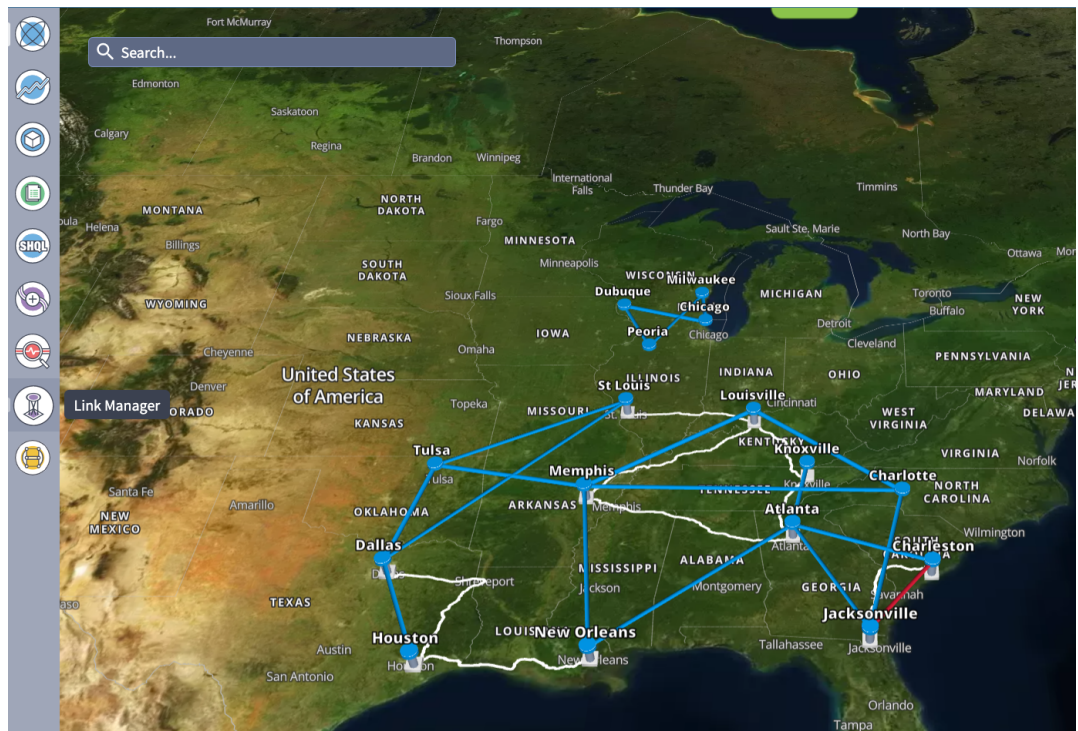 Fort McMurray
Thompson
Search...
Edmonton
Saskatoon
Calgary
Regina
Brandon
Winnipeg
International
Falls
Thunder Bay
Timmins
MONTANA
NORTH
DAKOTA
Helena
Fargo
Sault Ste. Marie
North Bay
SHQL
Billings
MINNESOTA
Ottawa
Minneapolis
SOUTH
DAKOTA
WISCONSIN
Milwaukee
Dubuque
Sioux Falls
MICHIGAN
Toronto
NEW
YORK
WYOMING
Chicago
Buffalo
Detroit
NEBRASKA
IOWA
Peoria
Chicago
Cleveland
Cheyenne
Omaha
PENNSYLVANIA
United States
of America
INDIANA
OHIO
Denver
ILLINOIS
St Louis
MARYLAND
Link Manager
Topeka
MISSOURI
Louisville
Cincinnati
KANSAS
WEST
VIRGINIA
KENTUCKY
Knoxville
Tulsa
VIRGINIA
Norfolk
Tulsa
Memphis
Charlotte
Knoxville
NORTH
CAROLINA
TENNESSEE
Santa Fe
Amarillo
ARKANSAS
Memphis
NEW
MEXICO
OKLAHOMA
Atlanta
Wilmington
Dallas
Atlanta
SOUTH
Charleston
ALABAMA
MISSISSIPPI
Shreveport
Jackson
Montgomery
GEORGIA
Savannah
TEXAS
Jacksonville
Houston
New Orleans
Tallahassee
Jacksonville
Austin
San Antonio
Orlando
Tampa